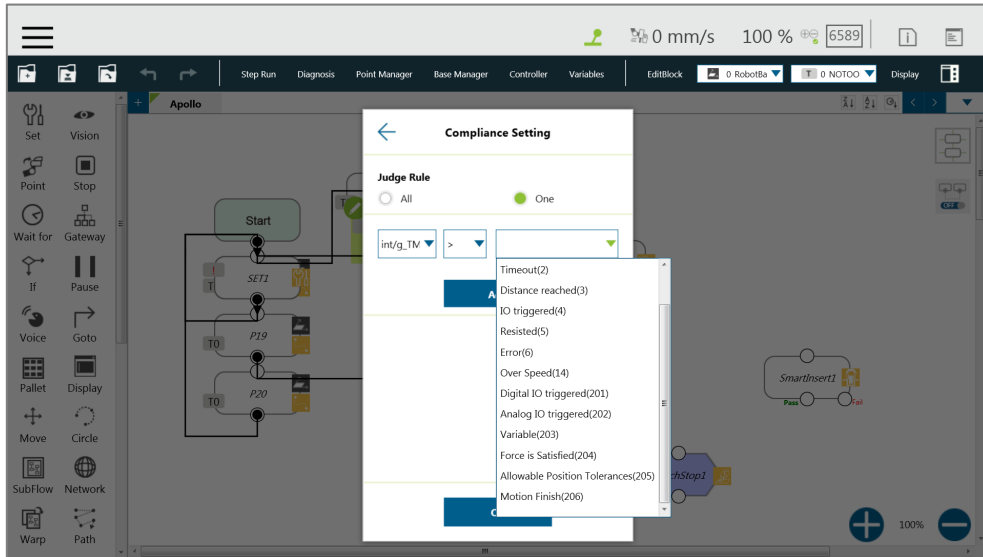 0 mm/s 100 % 6589
Step Run Diagnosis Point Manager Base Manager Controller Variables EditBlock 0 RobotBa T 0 NOTOO Display
Apollo
Set Vision
Point Stop
Wait for Gateway
If Pause
Voice Goto
Pallet Display
Move Circle
SubFlow Network
Warp Path
Start
T SET1
T0 P19
T0 P20
Compliance Setting
Judge Rule
All One
int/g_TM >
Timeout(2)
Distance reached(3)
IO triggered(4)
Resisted(5)
Error(6)
Over Speed(14)
Digital IO triggered(201)
Analog IO triggered(202)
Variable(203)
Force is Satisfied(204)
Allowable Position Tolerances(205)
Motion Finish(206)
SmartInsert1
Pass Fail
chStop1
OFF
100%